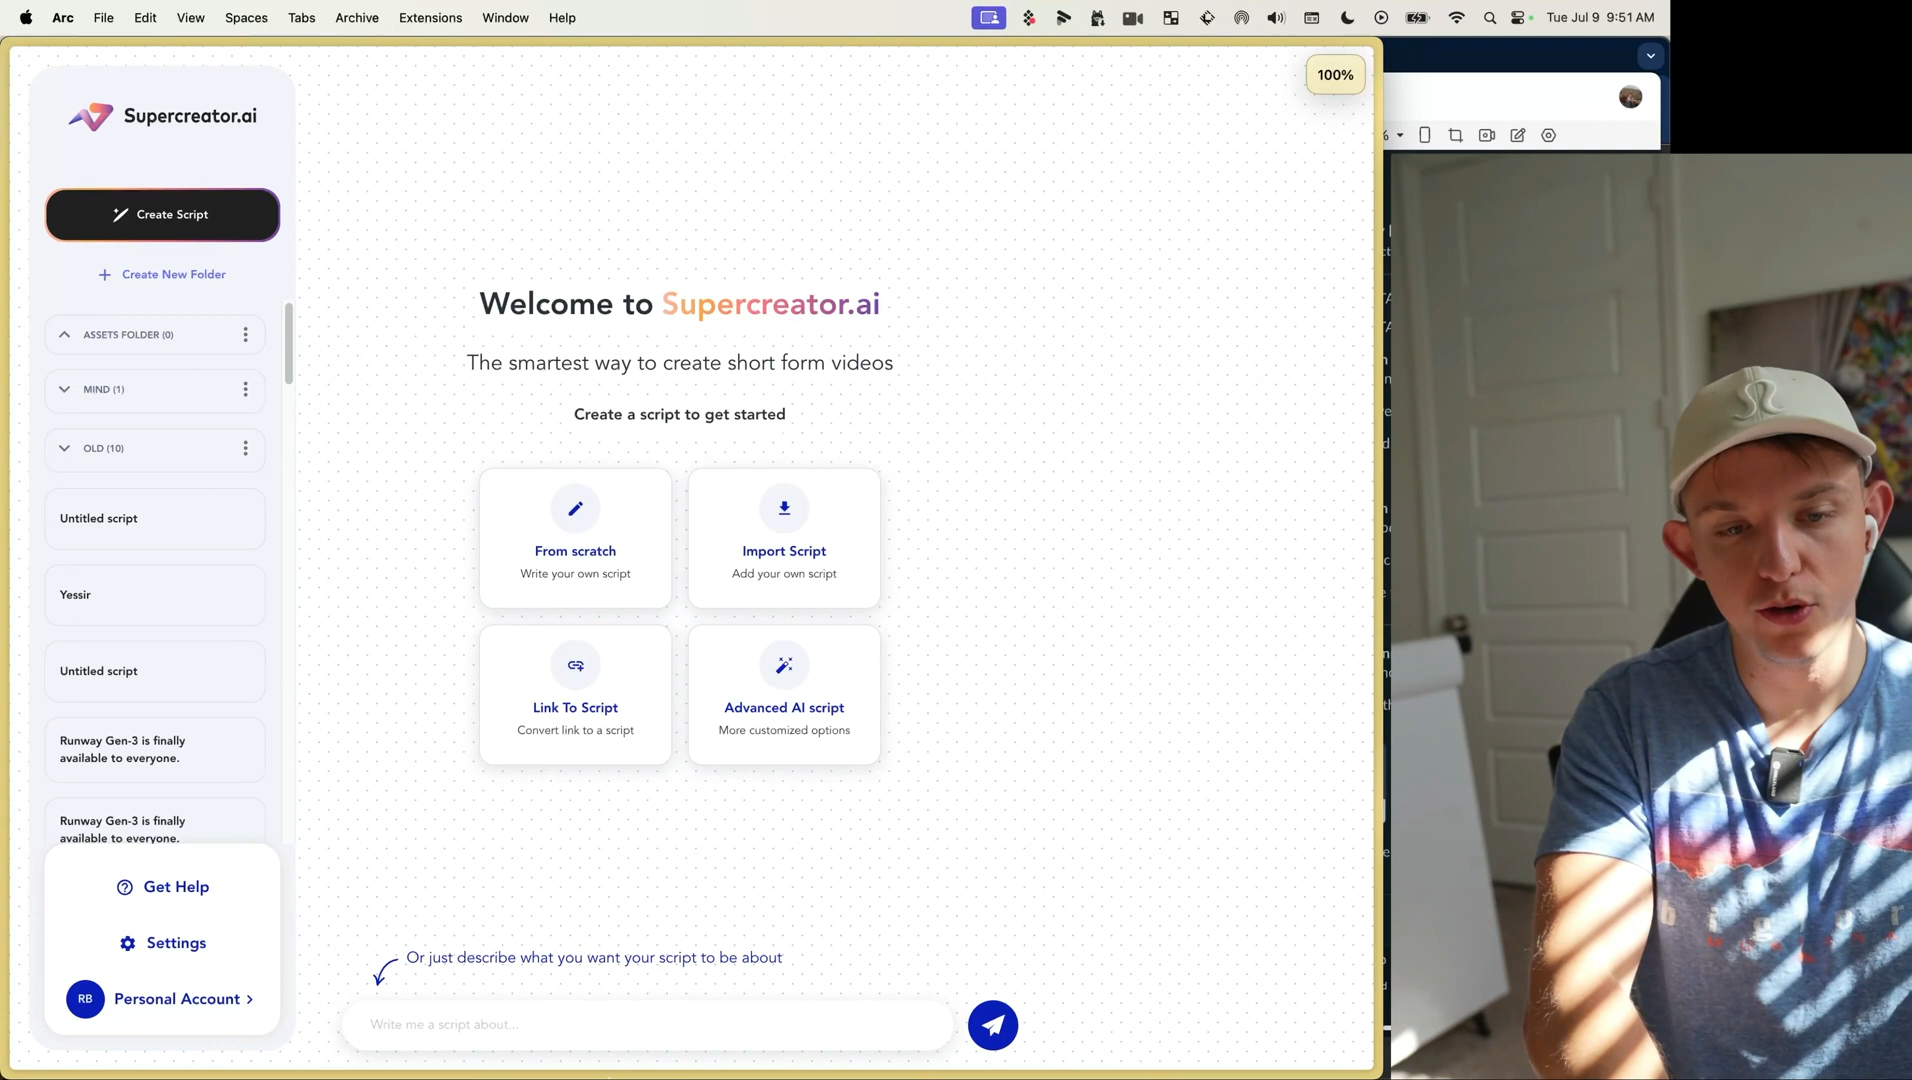 Arc File Edit View Spaces Tabs Archive Extensions Window Help Tue Jul 9 9:51 AM
100%
Supercreator.ai
Create Script
+ Create New Folder
ASSETS FOLDER (0)
MIND (1)
OLD (10)
Untitled script
Yessir
Untitled script
Runway Gen-3 is finally
available to everyone.
Runway Gen-3 is finally
available to everyone.
Get Help
Settings
RB Personal Account >
Welcome to Supercreator.ai
The smartest way to create short form videos
Create a script to get started
From scratch
Write your own script
Import Script
Add your own script
Link To Script
Convert link to a script
Advanced AI script
More customized options
Or just describe what you want your script to be about
Write me a script about...